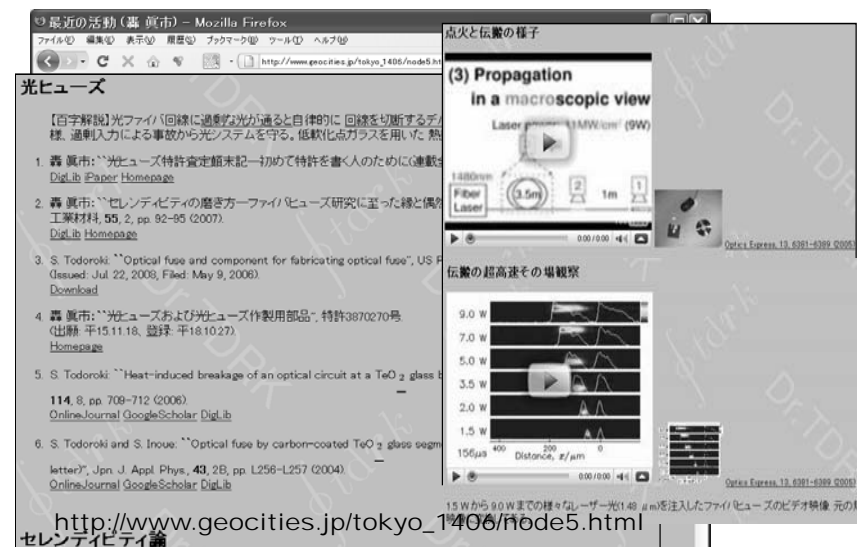 最近の活動 (轟 眞市) - Mozilla Firefox
ファイル(F) 編集(E) 表示(V) 履歴(S) ブックマーク(B) ツール(T) ヘルプ(H)
http://www.geocities.jp/tokyo_1406/node5.ht
光ヒューズ
【百字解説】光ファイバ回線に過剰な光が通ると自律的に 回線を切断するデ
様、過剰入力による事故から光システムを守る。低軟化点ガラスを用いた 熱
1. 轟 眞市: ``光ヒューズ特許査定顛末記―初めて特許を書く人のために(連載全
DigLib iPaper Homepage
2. 轟 眞市: ``セレンディピティの磨き方―ファイバヒューズ研究に至った縁と偶然
工業材料, 55, 2, pp. 92-95 (2007).
DigLib Homepage
3. S. Todoroki: ``Optical fuse and component for fabricating optical fuse", US P
(Issued: Jul. 22, 2008, Filed: May 9, 2006).
Download
4. 轟 眞市: ``光ヒューズおよび光ヒューズ作製用部品", 特許3870270号
(出願: 平15.11.18, 登録: 平18.10.27).
Homepage
5. S. Todoroki: ``Heat-induced breakage of an optical circuit at a TeO 2 glass
114, 8, pp. 709-712 (2006).
OnlineJournal GoogleScholar DigLib
6. S. Todoroki and S. Inoue: ``Optical fuse by carbon-coated TeO 2 glass segm
letter)", Jpn. J. Appl. Phys., 43, 2B, pp. L256-L257 (2004).
OnlineJournal GoogleScholar DigLib
セレンディピティ論
点火と伝搬の様子
(3) Propagation
in a macroscopic view
Laser power: MW/cm² (9W)
1480nm
Fiber Laser
3.5m
2
1m
1
0:00/0:00
Optics Express, 13, 6381-6389 (2005)
伝搬の超高速その場観察
9.0 W
7.0 W
5.0 W
3.5 W
2.0 W
1.5 W
156μs 400 200 0
Distance, z/μm
0:00/0:00
Optics Express, 13, 6381-6389 (2005)
1.5 Wから 9.0 Wまでの様々なレーザー光(1.48 μm)を注入したファイバヒューズのビデオ映像. 元の
http://www.geocities.jp/tokyo_1406/node5.html
Dr.TDRK
tdrk